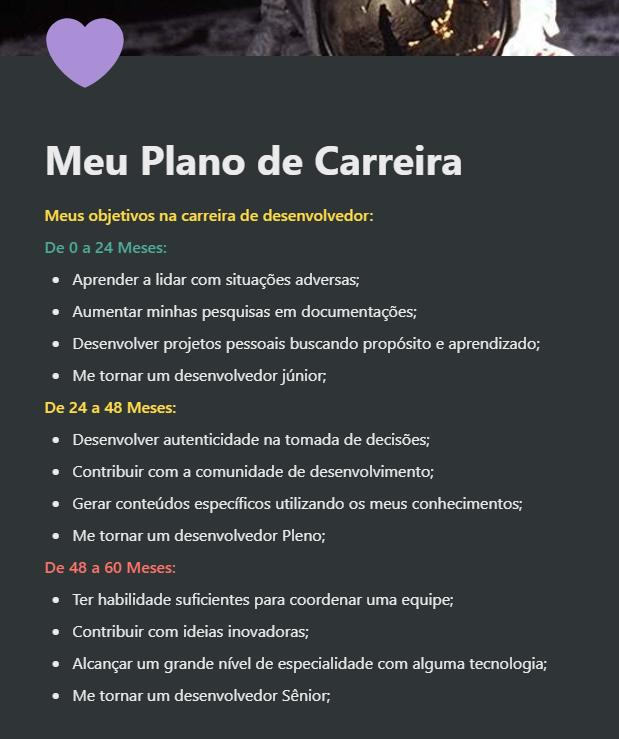 Meu Plano de Carreira
Meus objetivos na carreira de desenvolvedor:
De 0 a 24 Meses:
• Aprender a lidar com situações adversas;
• Aumentar minhas pesquisas em documentações;
• Desenvolver projetos pessoais buscando propósito e aprendizado;
• Me tornar um desenvolvedor júnior;
De 24 a 48 Meses:
• Desenvolver autenticidade na tomada de decisões;
• Contribuir com a comunidade de desenvolvimento;
• Gerar conteúdos específicos utilizando os meus conhecimentos;
• Me tornar um desenvolvedor Pleno;
De 48 a 60 Meses:
• Ter habilidade suficientes para coordenar uma equipe;
• Contribuir com ideias inovadoras;
• Alcançar um grande nível de especialidade com alguma tecnologia;
• Me tornar um desenvolvedor Sênior;